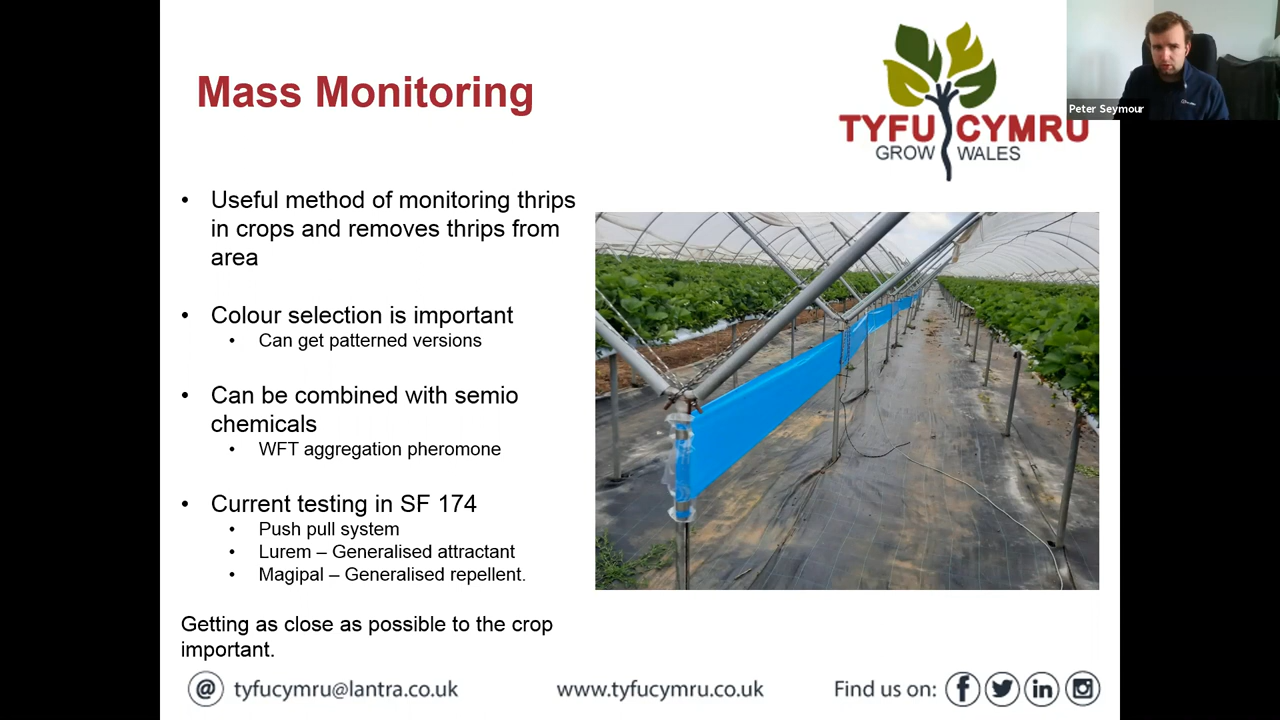 Mass Monitoring
TYFU CYMRU
GROW WALES
Peter Seymour
• Useful method of monitoring thrips
in crops and removes thrips from
area
• Colour selection is important
• Can get patterned versions
• Can be combined with semio
chemicals
• WFT aggregation pheromone
• Current testing in SF 174
• Push pull system
• Lurem – Generalised attractant
• Magipal – Generalised repellent.
Getting as close as possible to the crop
important.
@ tyfucymru@lantra.co.uk
www.tyfucymru.co.uk
Find us on: